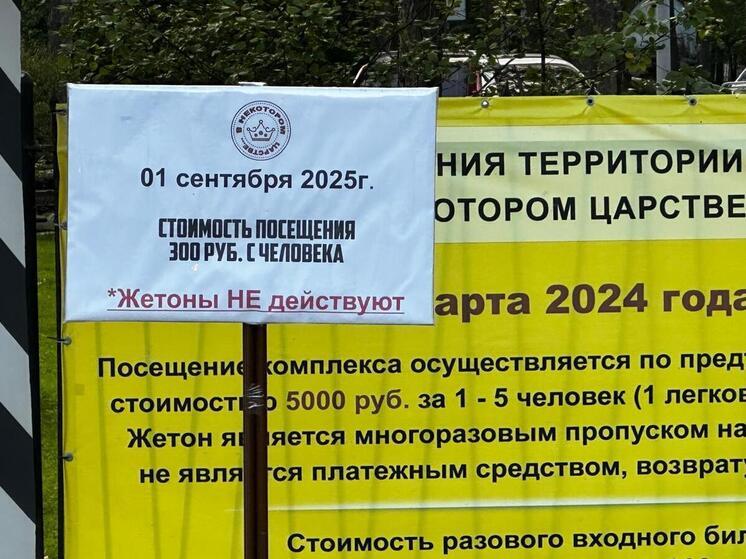 В НЕКОТОРОМ ЦАРСТВЕ...
01 сентября 2025г.
СТОИМОСТЬ ПОСЕЩЕНИЯ
300 РУБ. С ЧЕЛОВЕКА
*Жетоны НЕ действуют
НИЯ ТЕРРИТОРИИ
ОТОРОМ ЦАРСТВЕ
арта 2024 года
Посещение комплекса осуществляется по пред
стоимостью 5000 руб. за 1 - 5 человек (1 легков
Жетон является многоразовым пропуском на
не является платежным средством, возврату
Стоимость разового входного бил